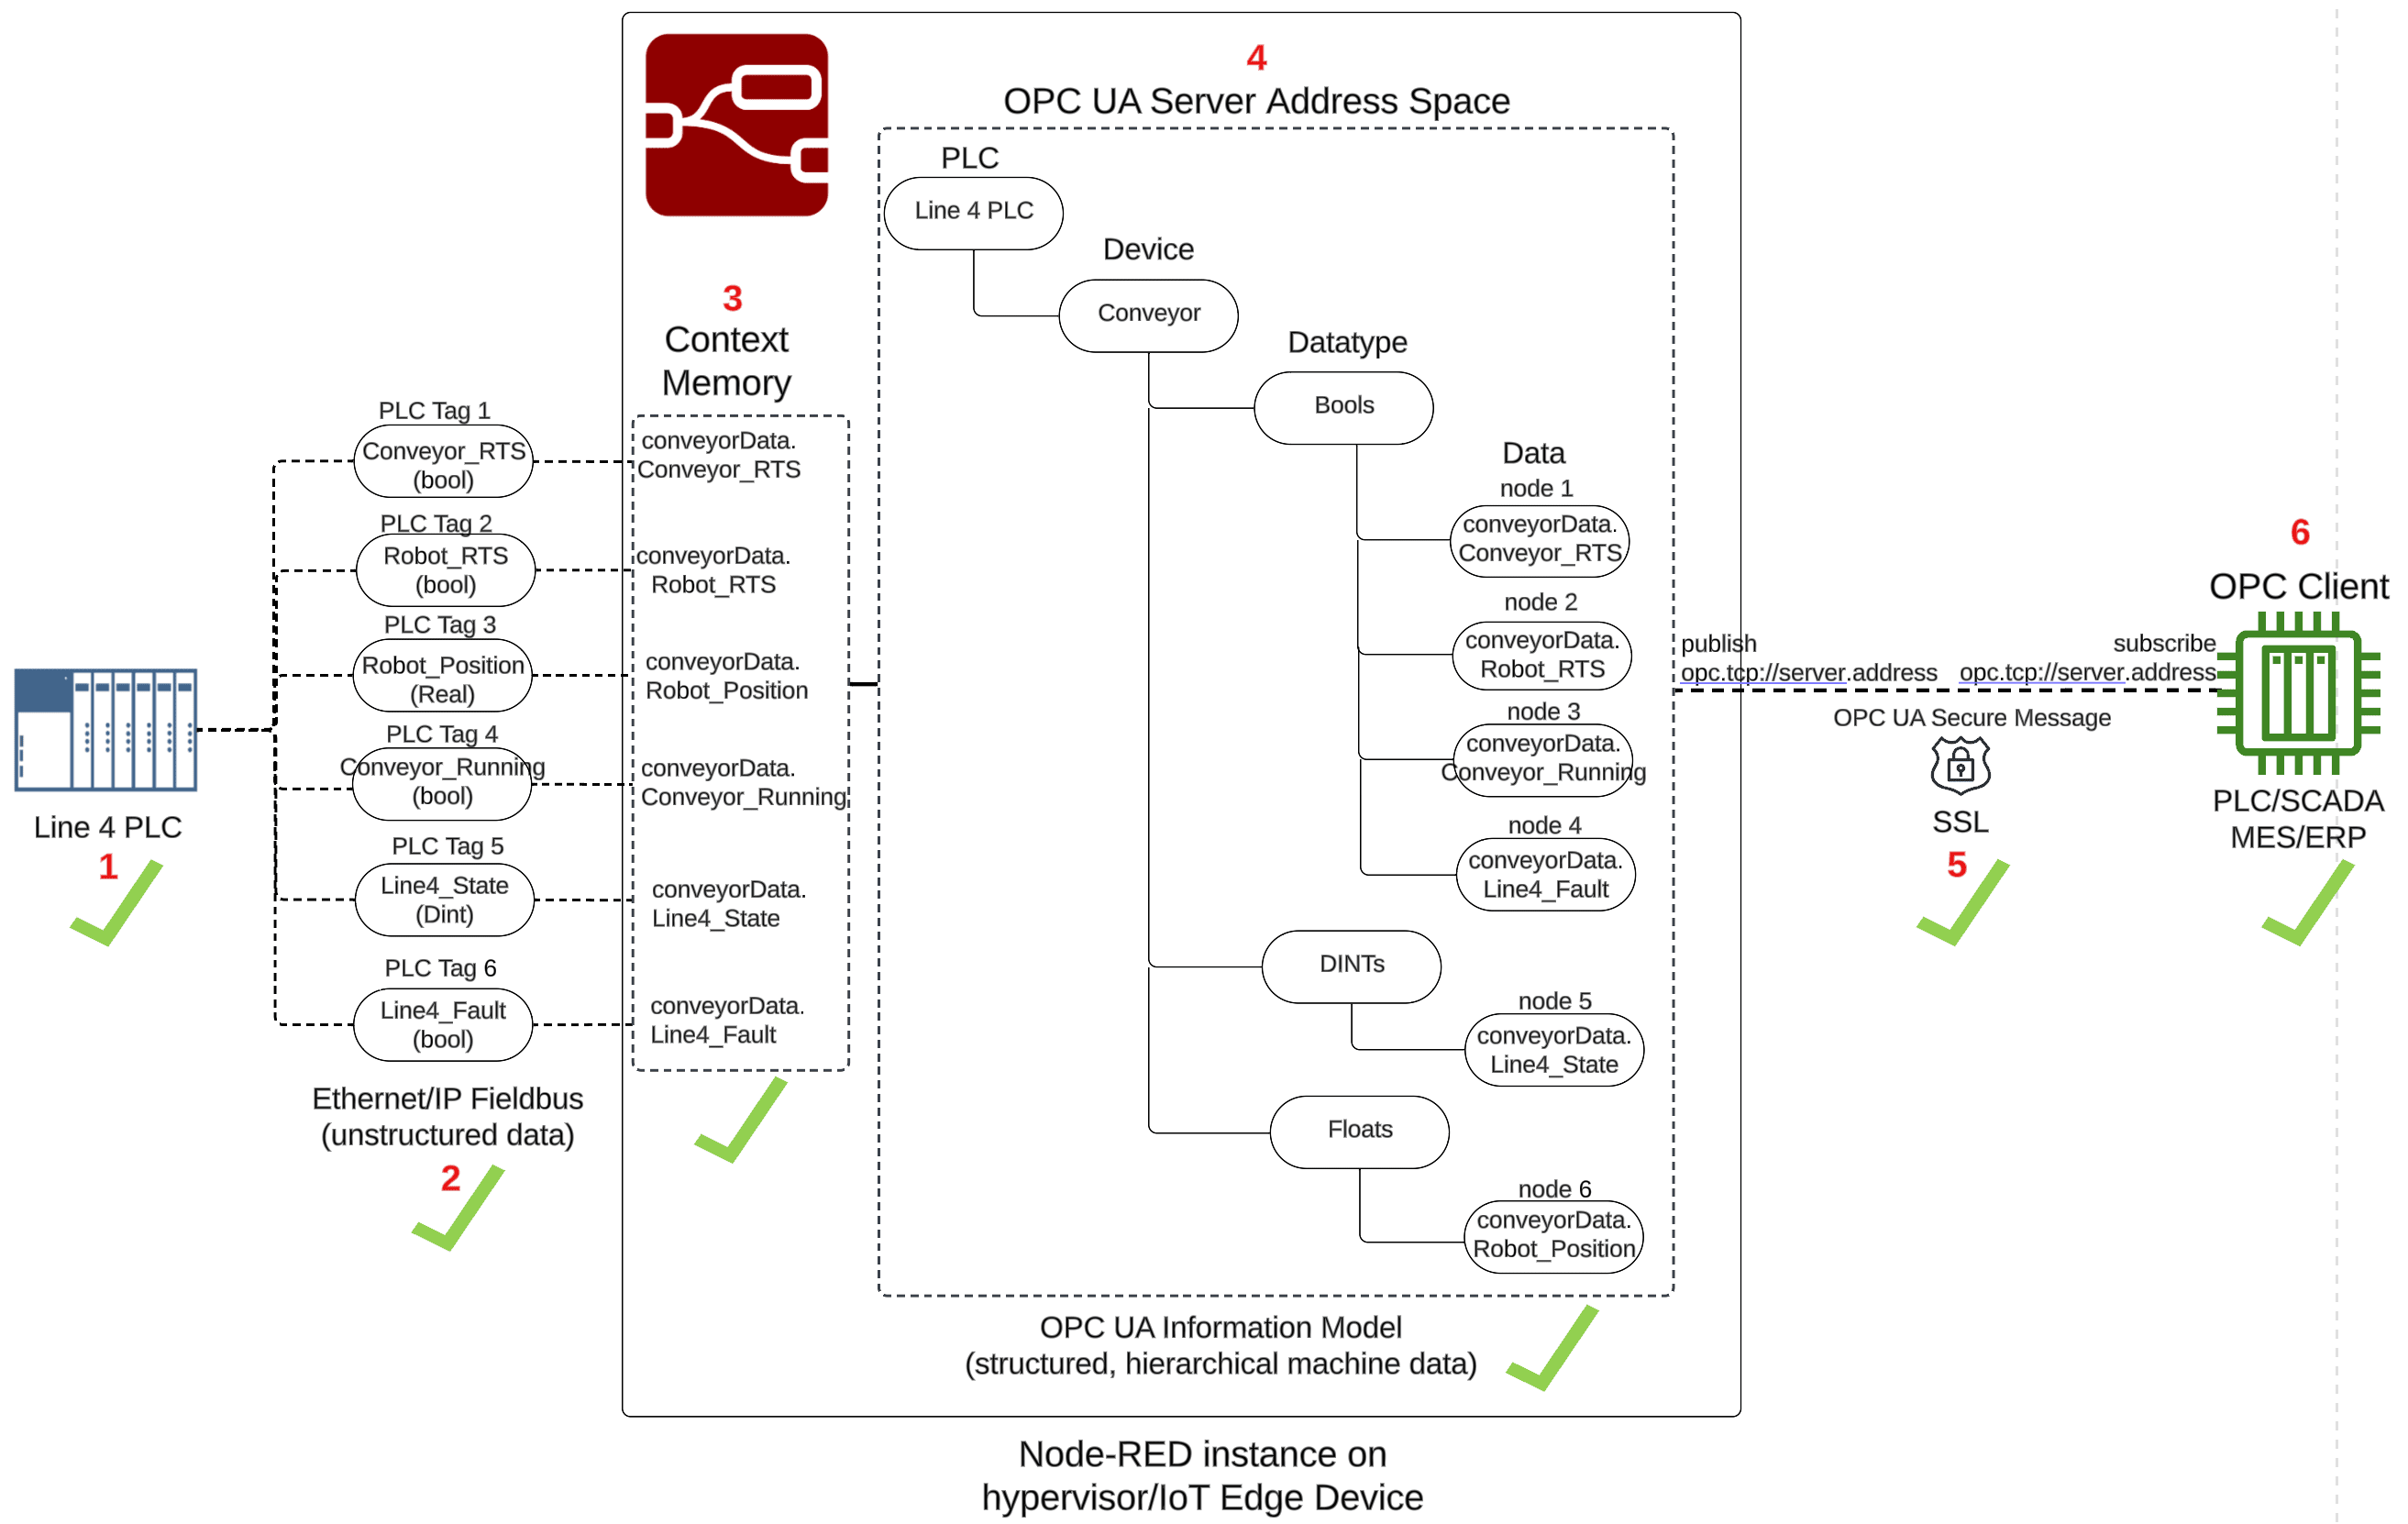 Line 4 PLC
1
PLC Tag 1
Conveyor_RTS
(bool)
PLC Tag 2
Robot_RTS
(bool)
PLC Tag 3
Robot_Position
(Real)
PLC Tag 4
Conveyor_Running
(bool)
PLC Tag 5
Line4_State
(Dint)
PLC Tag 6
Line4_Fault
(bool)
Ethernet/IP Fieldbus
(unstructured data)
2
3
Context
Memory
conveyorData.
Conveyor_RTS
conveyorData.
Robot_RTS
conveyorData.
Robot_Position
conveyorData.
Conveyor_Running
conveyorData.
Line4_State
conveyorData.
Line4_Fault
4
OPC UA Server Address Space
PLC
Line 4 PLC
Device
Conveyor
Datatype
Bools
Data
node 1
conveyorData.
Conveyor_RTS
node 2
conveyorData.
Robot_RTS
node 3
conveyorData.
Conveyor_Running
node 4
conveyorData.
Line4_Fault
DINTs
node 5
conveyorData.
Line4_State
Floats
node 6
conveyorData.
Robot_Position
OPC UA Information Model
(structured, hierarchical machine data)
Node-RED instance on
hypervisor/IoT Edge Device
publish
opc.tcp://server.address
subscribe
opc.tcp://server.address
OPC UA Secure Message
SSL
5
6
OPC Client
PLC/SCADA
MES/ERP